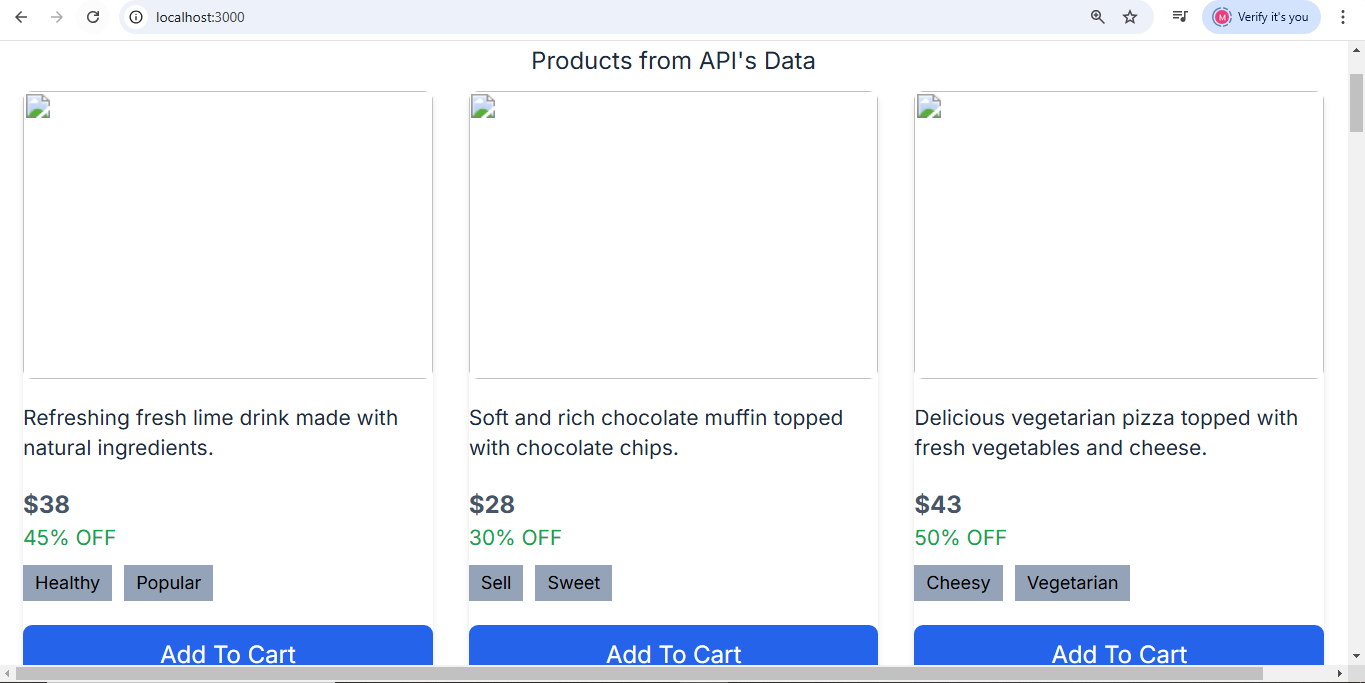 localhost:3000
M
Verify it's you
Products from API's Data
Refreshing fresh lime drink made with
natural ingredients.
$38
45% OFF
Healthy Popular
Add To Cart
Soft and rich chocolate muffin topped
with chocolate chips.
$28
30% OFF
Sell Sweet
Add To Cart
Delicious vegetarian pizza topped with
fresh vegetables and cheese.
$43
50% OFF
Cheesy Vegetarian
Add To Cart